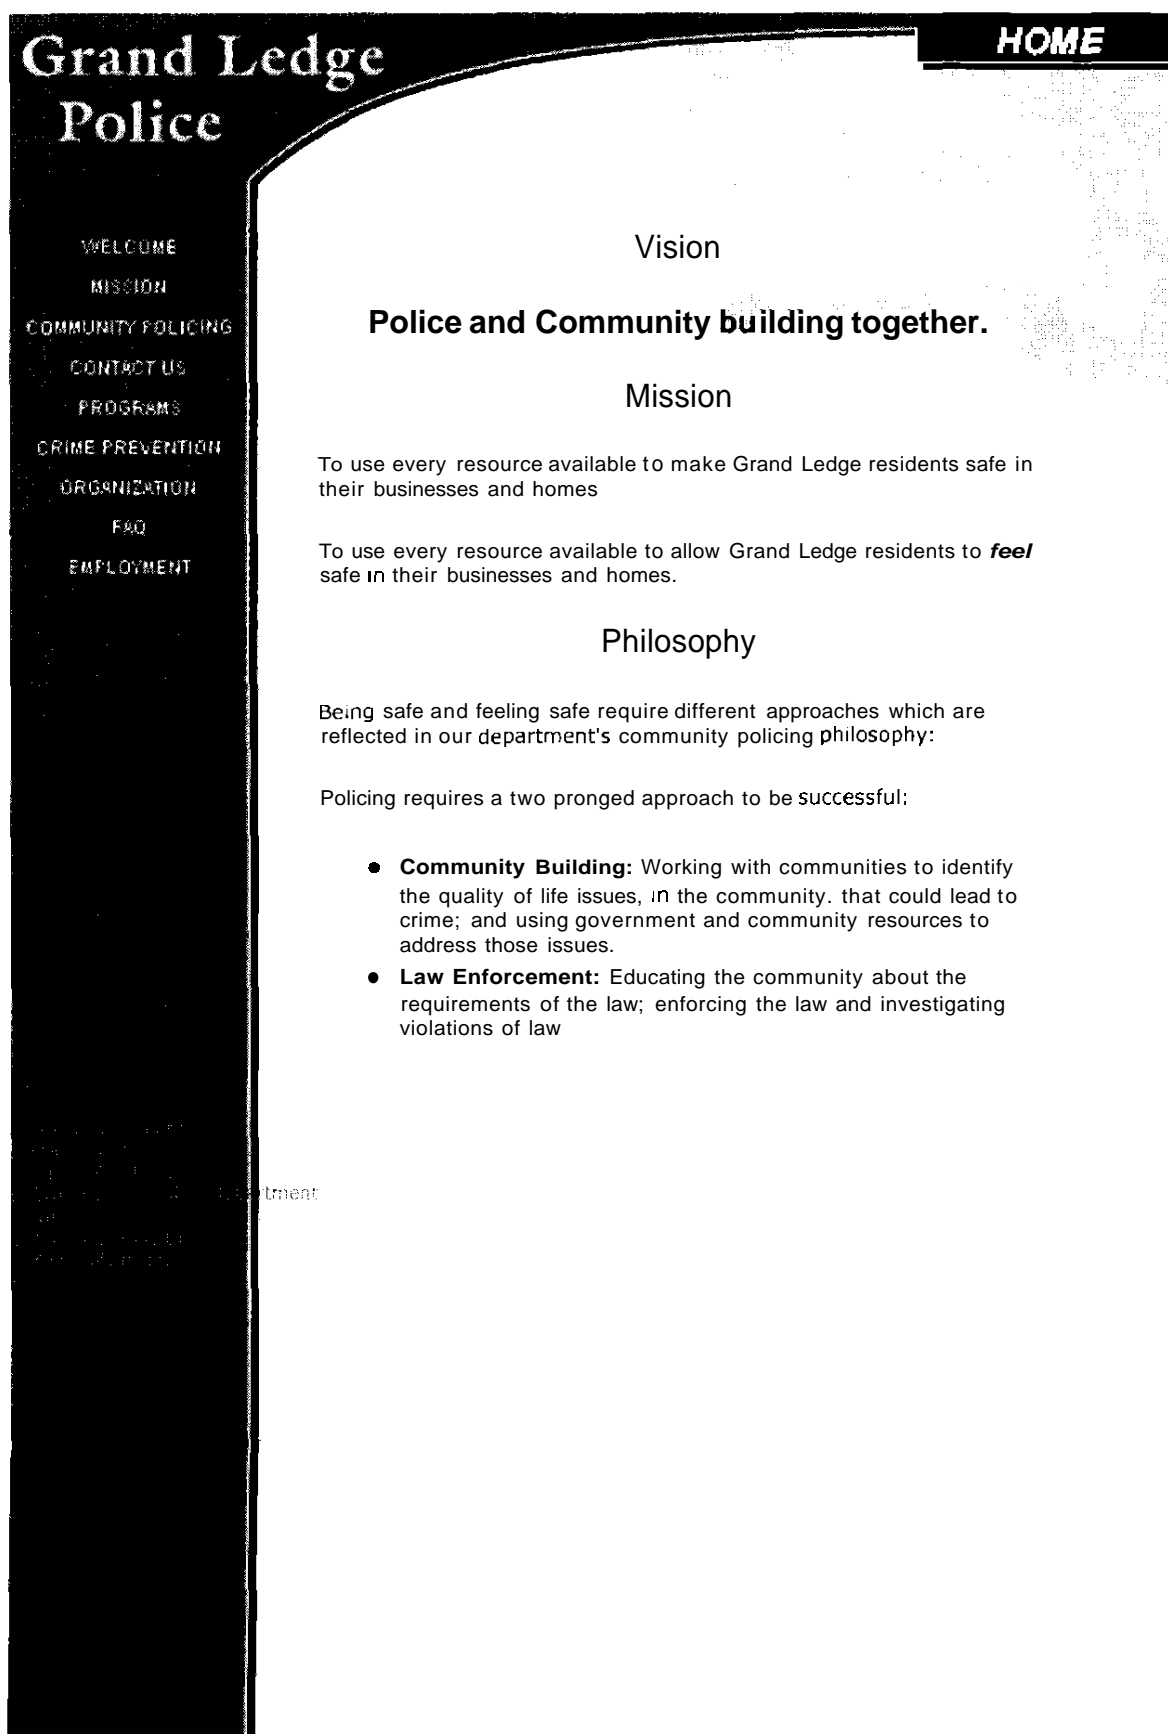 Grand Ledge
Police
HOME
WELCOME
MISSION
COMMUNITY POLICING
CONTACT US
PROGRAMS
CRIME PREVENTION
ORGANIZATION
FAQ
EMPLOYMENT
Vision
Police and Community building together.
Mission
To use every resource available to make Grand Ledge residents safe in
their businesses and homes
To use every resource available to allow Grand Ledge residents to feel
safe in their businesses and homes.
Philosophy
Being safe and feeling safe require different approaches which are
reflected in our department's community policing philosophy:
Policing requires a two pronged approach to be successful:
• Community Building: Working with communities to identify
the quality of life issues, in the community. that could lead to
crime; and using government and community resources to
address those issues.
• Law Enforcement: Educating the community about the
requirements of the law; enforcing the law and investigating
violations of law